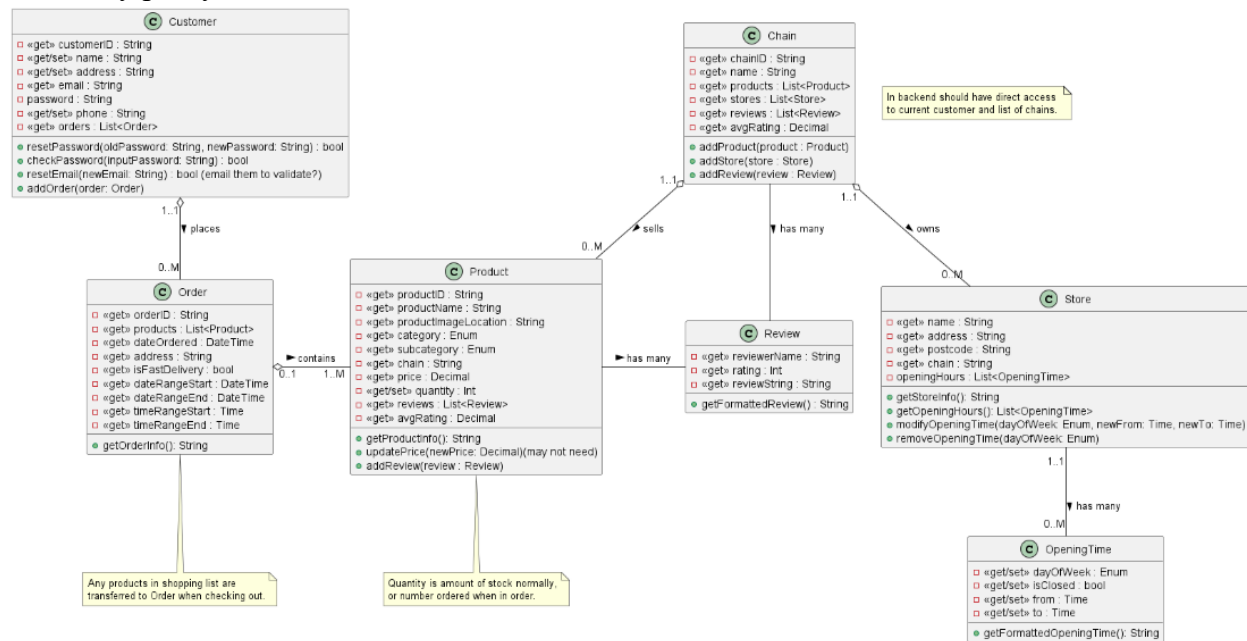 C Customer
«get» customerID : String
«get/set» name : String
«get/set» address : String
«get» email : String
password : String
«get/set» phone : String
«get» orders : List<Order>
resetPassword(oldPassword: String, newPassword: String) : bool
checkPassword(inputPassword: String) : bool
resetEmail(newEmail: String) : bool (email them to validate?)
addOrder(order: Order)
C Chain
«get» chainID : String
«get» name : String
«get» products : List<Product>
«get» stores : List<Store>
«get» reviews : List<Review>
«get» avgRating : Decimal
addProduct(product : Product)
addStore(store : Store)
addReview(review : Review)
In backend should have direct access
to current customer and list of chains.
1..1
places
0..M
1..1
sells
0..M
has many
1..1
owns
0..M
C Order
«get» orderID : String
«get» products : List<Product>
«get» dateOrdered : DateTime
«get» address : String
«get» isFastDelivery : bool
«get» dateRangeStart : DateTime
«get» dateRangeEnd : DateTime
«get» timeRangeStart : Time
«get» timeRangeEnd : Time
getOrderInfo(): String
contains
0..1
1..M
C Product
«get» productID : String
«get» productName : String
«get» productImageLocation : String
«get» category : Enum
«get» subcategory : Enum
«get» chain : String
«get» price : Decimal
«get/set» quantity : Int
«get» reviews : List<Review>
«get» avgRating : Decimal
getProductInfo(): String
updatePrice(newPrice: Decimal)(may not need)
addReview(review : Review)
has many
C Review
«get» reviewerName : String
«get» rating : Int
«get» reviewString : String
getFormattedReview() : String
C Store
«get» name : String
«get» address : String
«get» postcode : String
«get» chain : String
openingHours : List<OpeningTime>
getStoreInfo(): String
getOpeningHours(): List<OpeningTime>
modifyOpeningTime(dayOfWeek: Enum, newFrom: Time, newTo: Time)
removeOpeningTime(dayOfWeek: Enum)
1..1
has many
0..M
Any products in shopping list are
transferred to Order when checking out.
Quantity is amount of stock normally,
or number ordered when in order.
C OpeningTime
«get/set» dayOfWeek : Enum
«get/set» isClosed : bool
«get/set» from : Time
«get/set» to : Time
getFormattedOpeningTime(): String